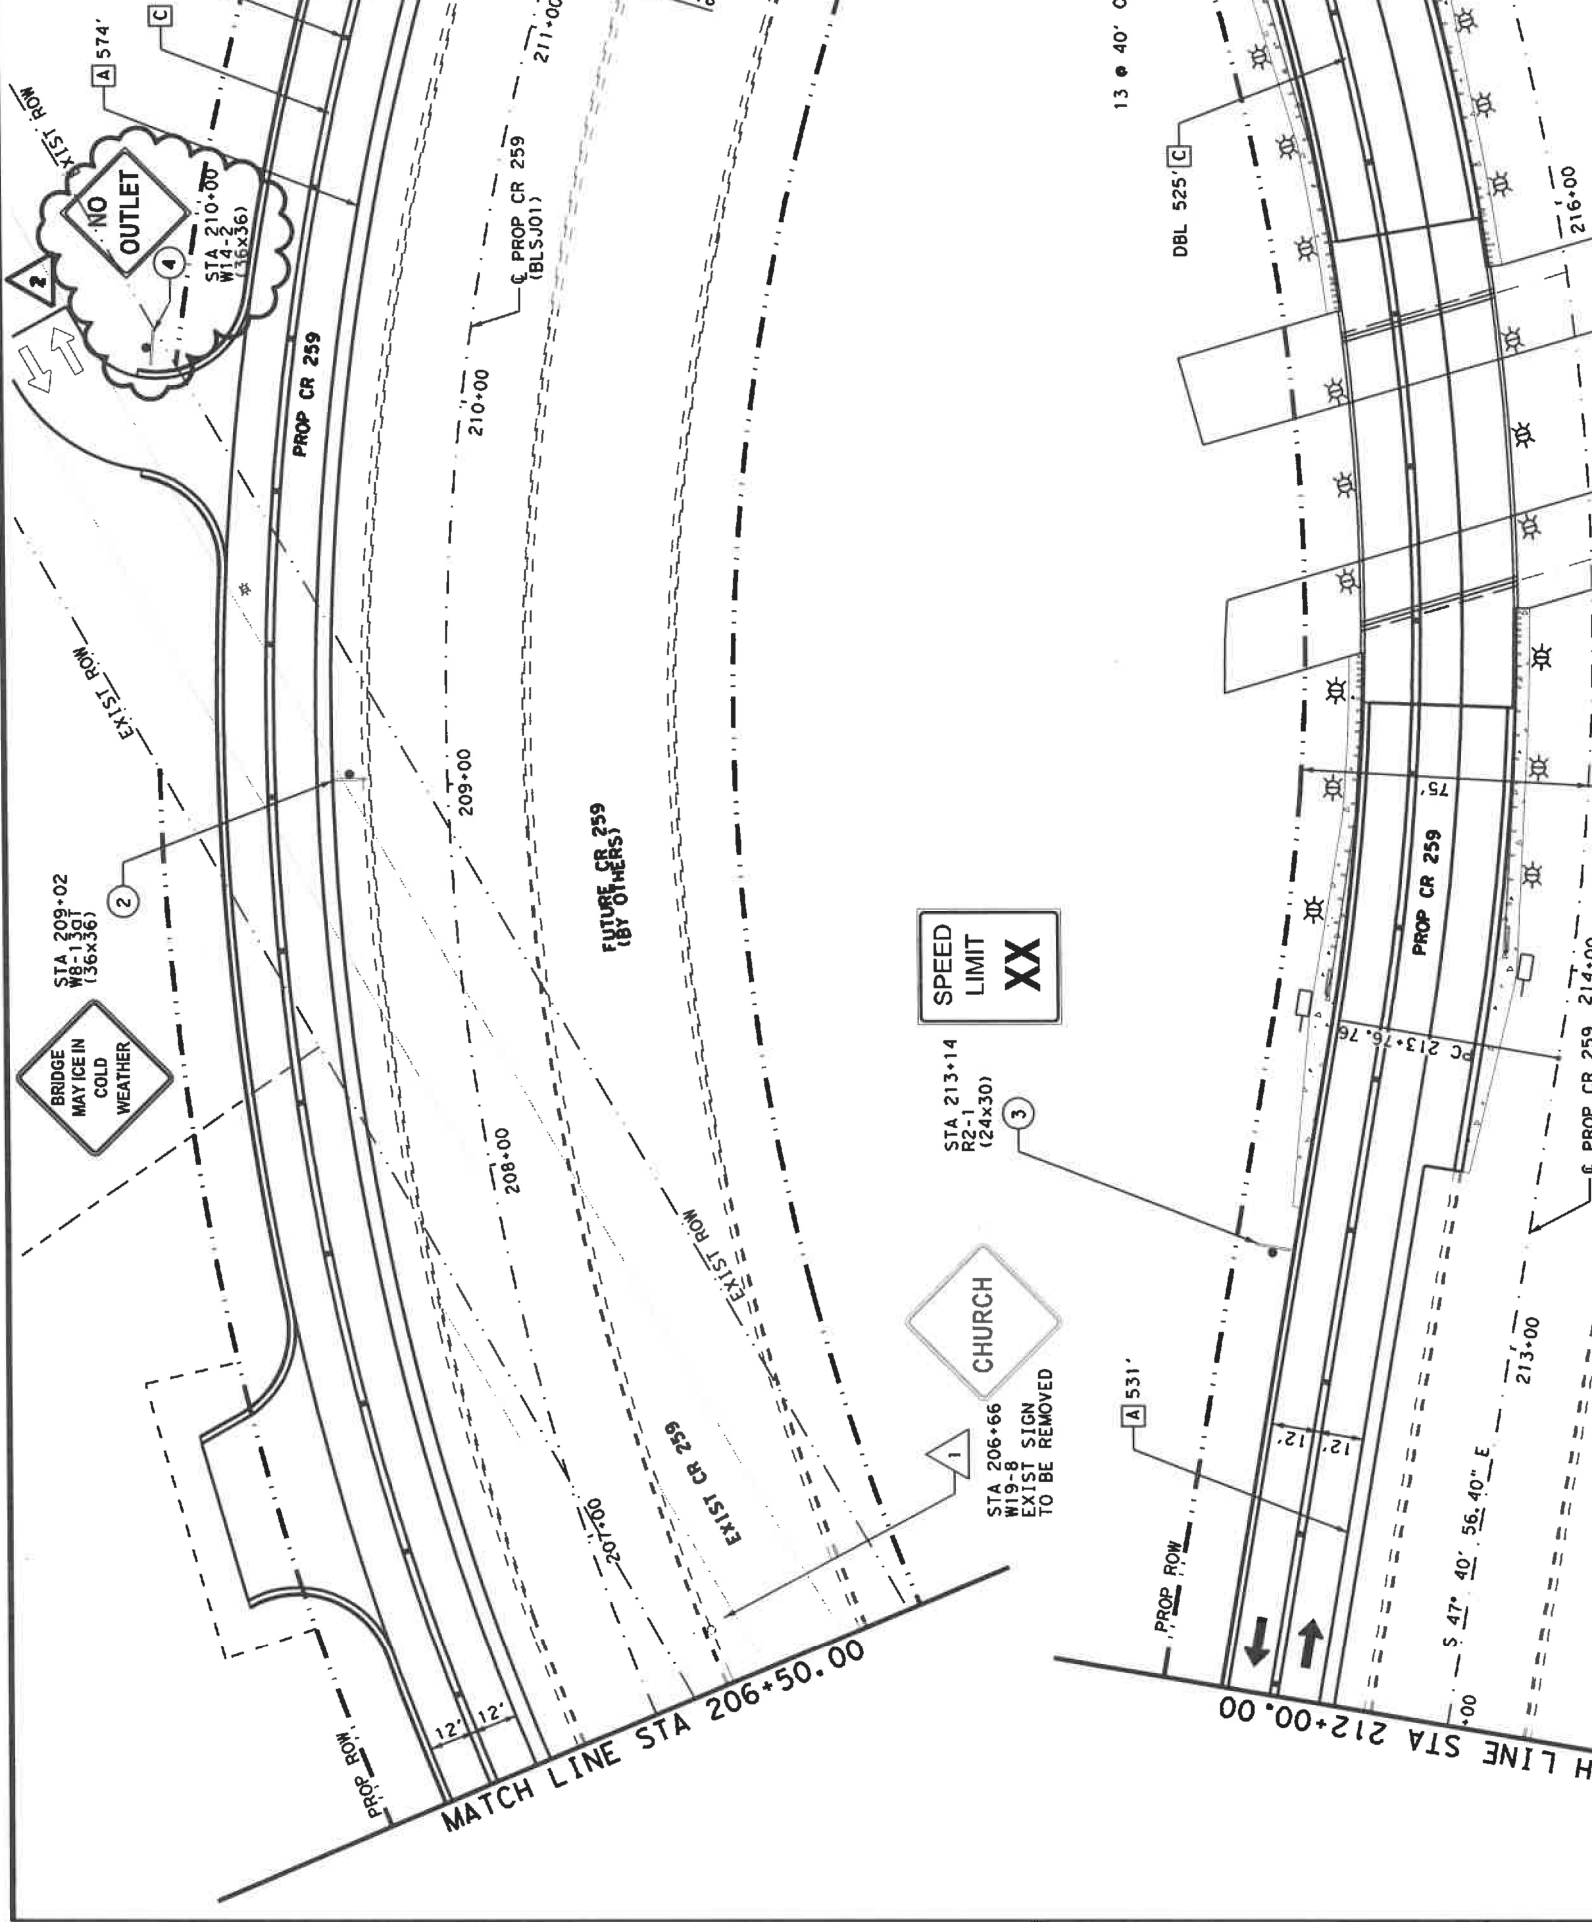 EXIST ROW
A 574'
C
NO
OUTLET
2
4
STA 210+00
W14-2
(36x36)
211+00
℄ PROP CR 259
(BLSJ01)
210+00
PROP CR 259
EXIST ROW
209+00
STA 209+02
W8-13aT
(36x36)
2
BRIDGE
MAY ICE IN
COLD
WEATHER
FUTURE CR 259
(BY OTHERS)
208+00
EXIST ROW
EXIST ROW
EXIST CR 259
207+00
PROP ROW
12'
12'
MATCH LINE STA 206+50.00
1
STA 206+66
W19-8
EXIST SIGN
TO BE REMOVED
CHURCH
SPEED
LIMIT
XX
STA 213+14
R2-1
(24x30)
3
13 @ 40' O
DBL 525' C
216+00
75'
PROP CR 259
PC 213+76.76
℄ PROP CR 259
214+00
A 531'
213+00
12'
12'
PROP ROW
S 47° 40' 56.40" E
+00
H LINE STA 212+00.00